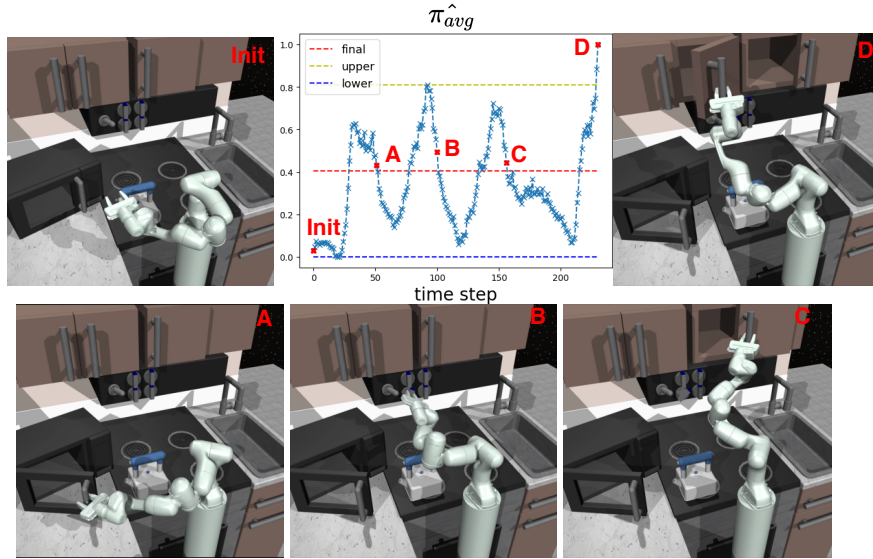 π̂_avg
Init
final
upper
lower
1.0
0.8
0.6
0.4
0.2
0.0
0
50
100
150
200
time step
Init
A
B
C
D
D
A
B
C